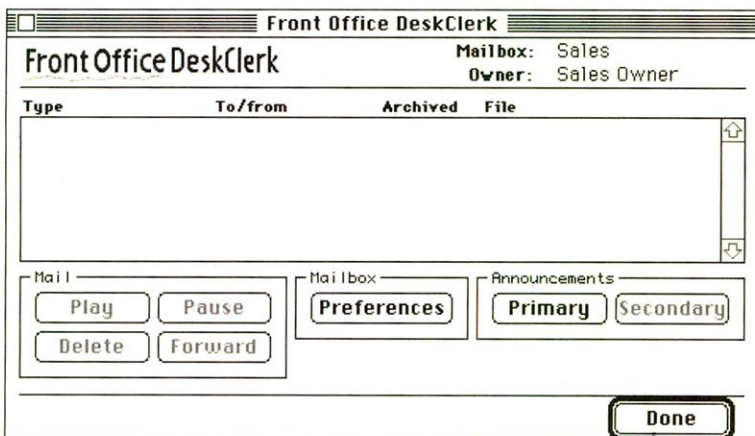 Front Office DeskClerk
Front Office DeskClerk
Mailbox: Sales
Owner: Sales Owner
Type To/from Archived File
Mail
Play Pause
Delete Forward
Mailbox
Preferences
Announcements
Primary Secondary
Done